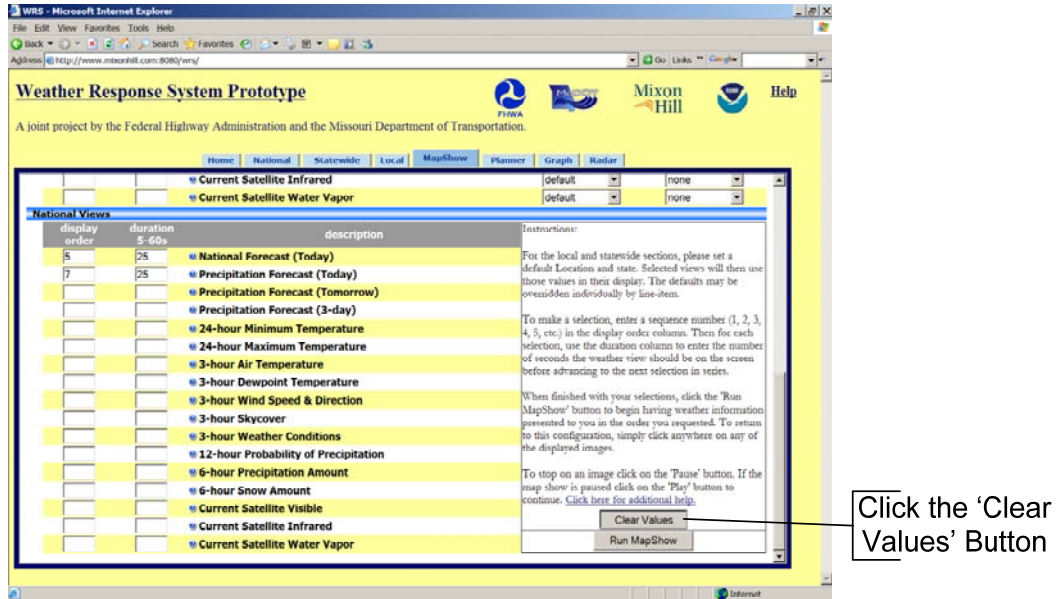 WRS - Microsoft Internet Explorer
File Edit View Favorites Tools Help
Back Search Favorites
Address http://www.mixonhill.com:8080/wrs/ Go Links Google
Weather Response System Prototype
FHWA
Mixon Hill
Help
A joint project by the Federal Highway Administration and the Missouri Department of Transportation.
Home National Statewide Local MapShow Planner Graph Radar
Current Satellite Infrared default none
Current Satellite Water Vapor default none
National Views
display order duration 5-60s description
5 25 National Forecast (Today)
7 25 Precipitation Forecast (Today)
Precipitation Forecast (Tomorrow)
Precipitation Forecast (3-day)
24-hour Minimum Temperature
24-hour Maximum Temperature
3-hour Air Temperature
3-hour Dewpoint Temperature
3-hour Wind Speed & Direction
3-hour Skycover
3-hour Weather Conditions
12-hour Probability of Precipitation
6-hour Precipitation Amount
6-hour Snow Amount
Current Satellite Visible
Current Satellite Infrared
Current Satellite Water Vapor
Instructions:
For the local and statewide sections, please set a
default Location and state. Selected views will then use
those values in their display. The defaults may be
overridden individually by line-item.
To make a selection, enter a sequence number (1, 2, 3,
4, 5, etc.) in the display order column. Then for each
selection, use the duration column to enter the number
of seconds the weather view should be on the screen
before advancing to the next selection in series.
When finished with your selections, click the 'Run
MapShow' button to begin having weather information
presented to you in the order you requested. To return
to this configuration, simply click anywhere on any of
the displayed images.
To stop on an image click on the 'Pause' button. If the
map show is paused click on the 'Play' button to
continue. Click here for additional help.
Clear Values
Run MapShow
Internet
Click the ‘Clear
Values’ Button